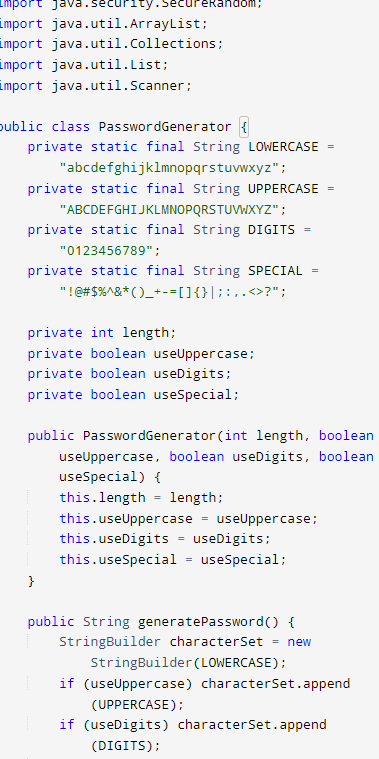 import java.security.SecureRandom;
import java.util.ArrayList;
import java.util.Collections;
import java.util.List;
import java.util.Scanner;
public class PasswordGenerator {
private static final String LOWERCASE =
"abcdefghijklmnopqrstuvwxyz";
private static final String UPPERCASE =
"ABCDEFGHIJKLMNOPQRSTUVWXYZ";
private static final String DIGITS =
"0123456789";
private static final String SPECIAL =
"!@#$%^&*()_+-=[]{}|;:,.<>?";
private int length;
private boolean useUppercase;
private boolean useDigits;
private boolean useSpecial;
public PasswordGenerator(int length, boolean
useUppercase, boolean useDigits, boolean
useSpecial) {
this.length = length;
this.useUppercase = useUppercase;
this.useDigits = useDigits;
this.useSpecial = useSpecial;
}
public String generatePassword() {
StringBuilder characterSet = new
StringBuilder(LOWERCASE);
if (useUppercase) characterSet.append
(UPPERCASE);
if (useDigits) characterSet.append
(DIGITS);